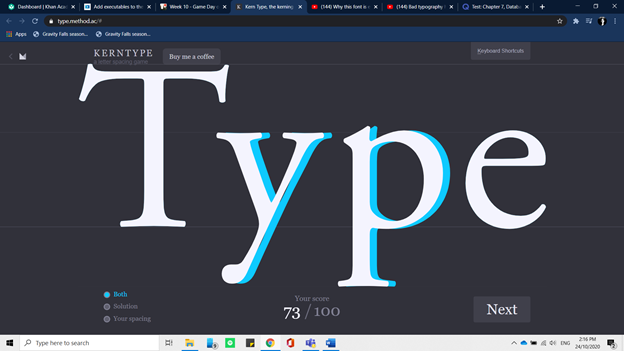 Dashboard | Khan Acad
Add executables to the
Week 10 - Game Day c
Kern Type, the kerning
(144) Why this font is e
(144) Bad typography
Test: Chapter 7, Databa
type.method.ac/#
Apps
Gravity Falls season...
Gravity Falls season...
KERNTYPE
a letter spacing game
Buy me a coffee
Keyboard Shortcuts
Type
Both
Solution
Your spacing
Your score
73 / 100
Next
Type here to search
ENG
2:16 PM
24/10/2020